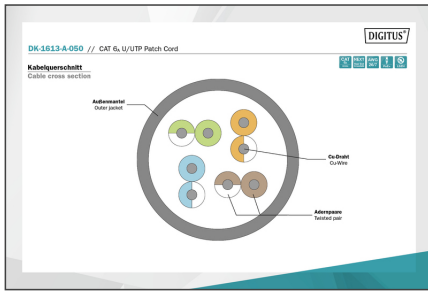 DIGITUS
DK-1613-A-050 // CAT 6A U/UTP Patch Cord
Kabelquerschnitt
Cable cross section
Außenmantel
Outer jacket
Cu-Draht
Cu-Wire
Adernpaare
Twisted pair